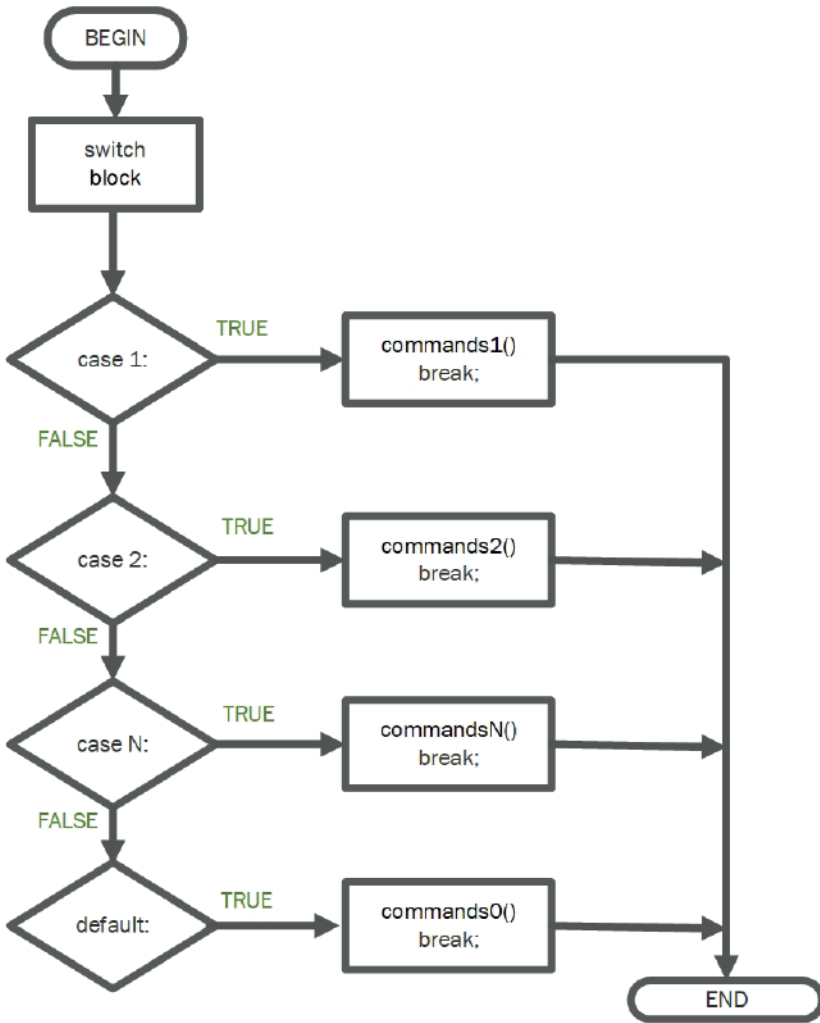 BEGIN
switch
block
case 1:
TRUE
commands1()
break;
FALSE
case 2:
TRUE
commands2()
break;
FALSE
case N:
TRUE
commandsN()
break;
FALSE
default:
TRUE
commands0()
break;
END